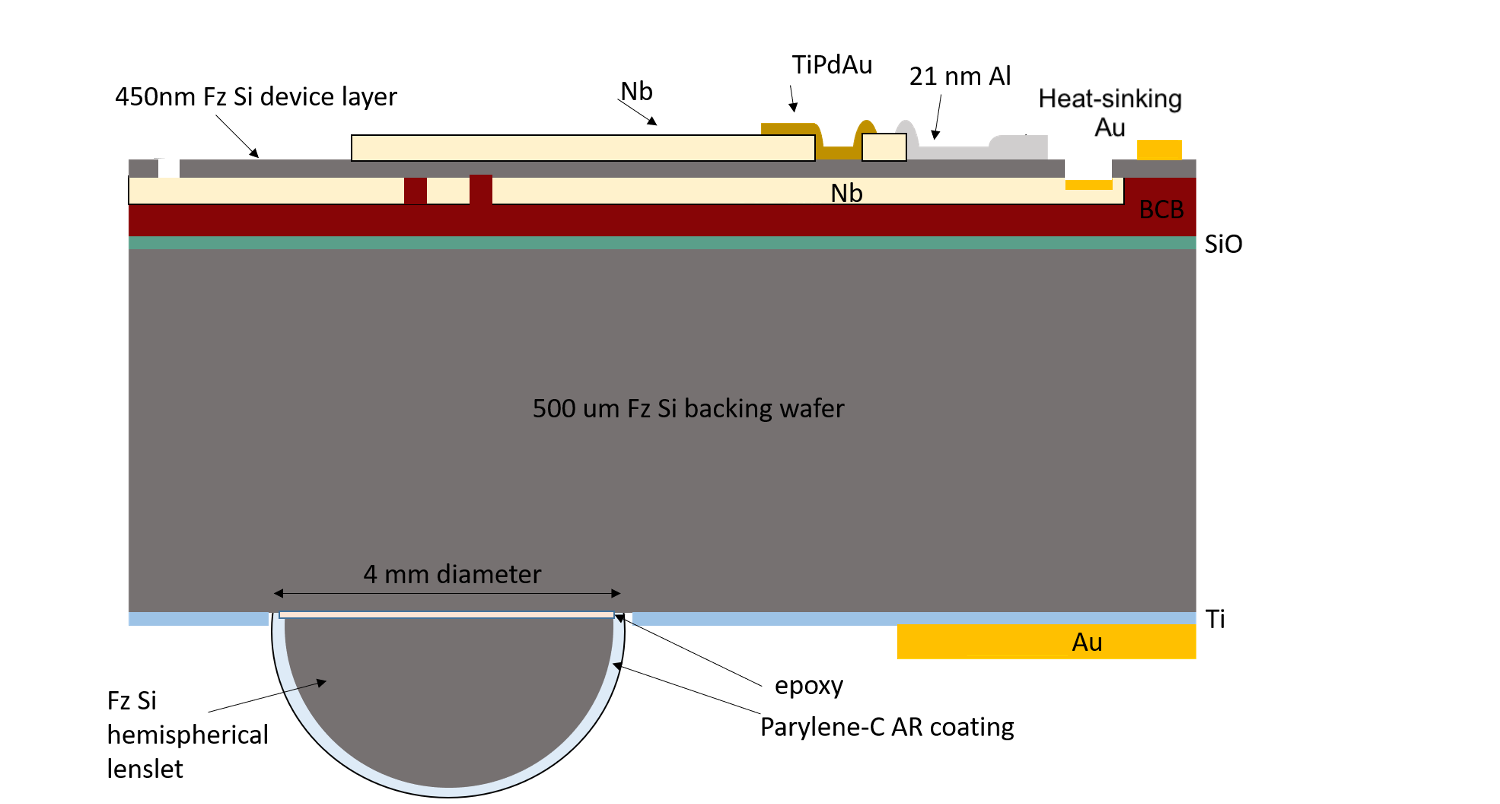 TiPdAu
21 nm Al
Nb
450nm Fz Si device layer
Heat-sinking
Au
Nb
BCB
SiO
500 um Fz Si backing wafer
4 mm diameter
Ti
Au
epoxy
Fz Si
hemispherical
lenslet
Parylene-C AR coating